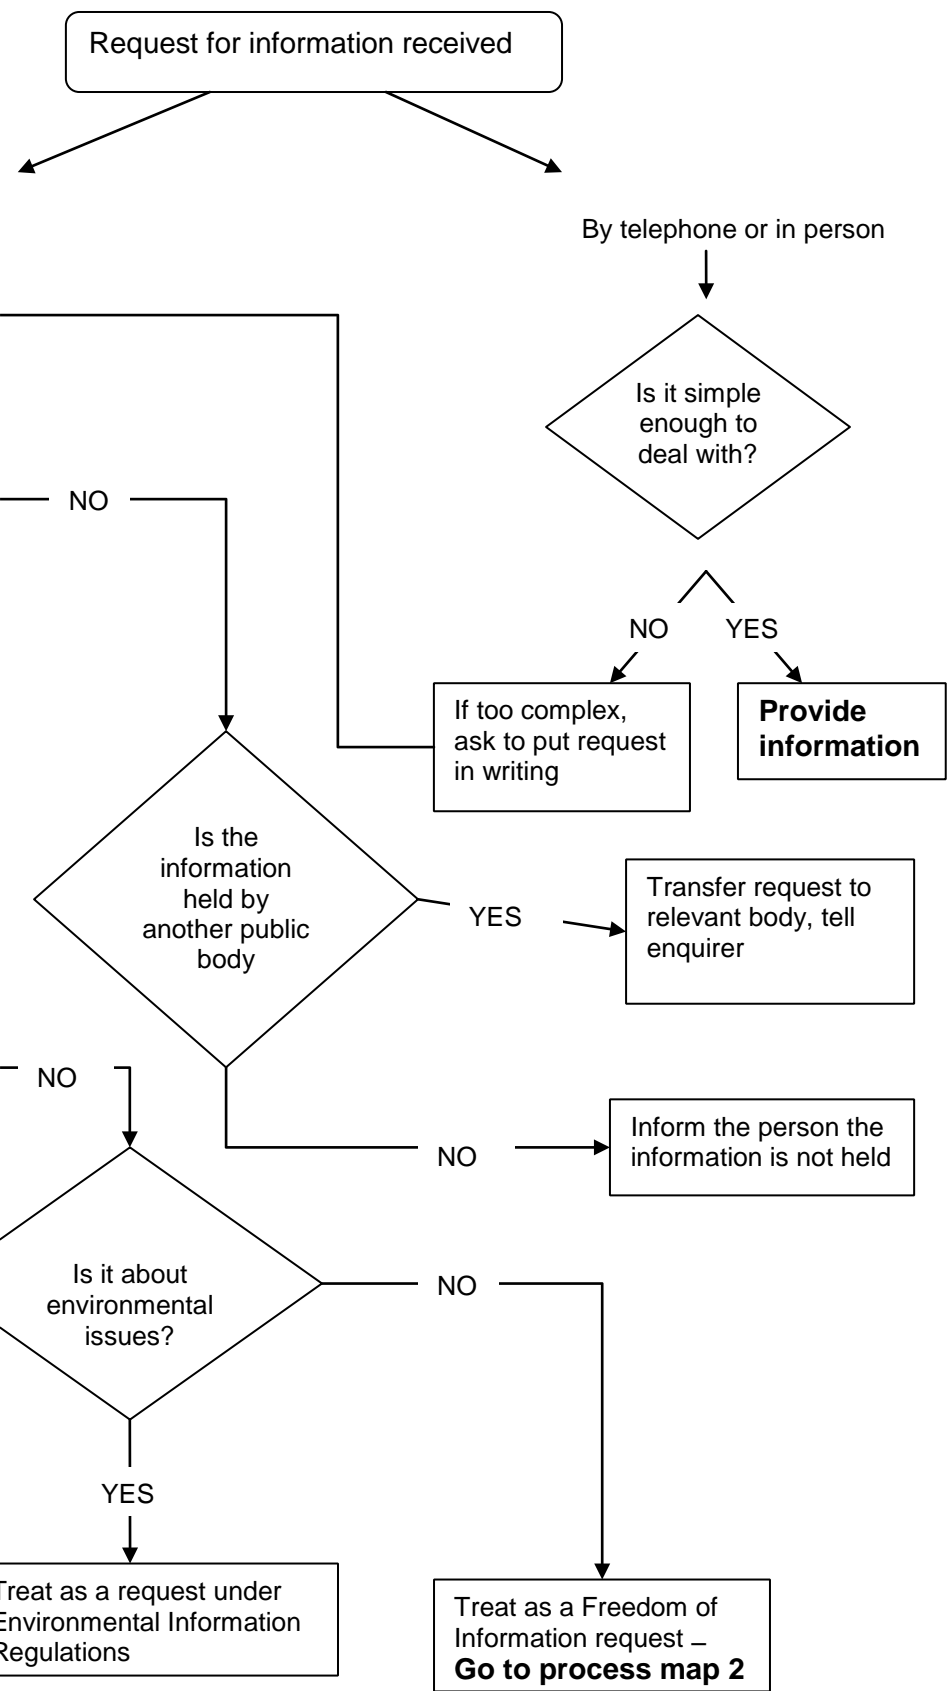 Request for information received
By telephone or in person
Is it simple
enough to
deal with?
NO
NO
YES
If too complex,
ask to put request
in writing
Provide
information
Is the
information
held by
another public
body
YES
Transfer request to
relevant body, tell
enquirer
NO
Inform the person the
information is not held
NO
Is it about
environmental
issues?
NO
YES
Treat as a request under
Environmental Information
Regulations
Treat as a Freedom of
Information request –
Go to process map 2